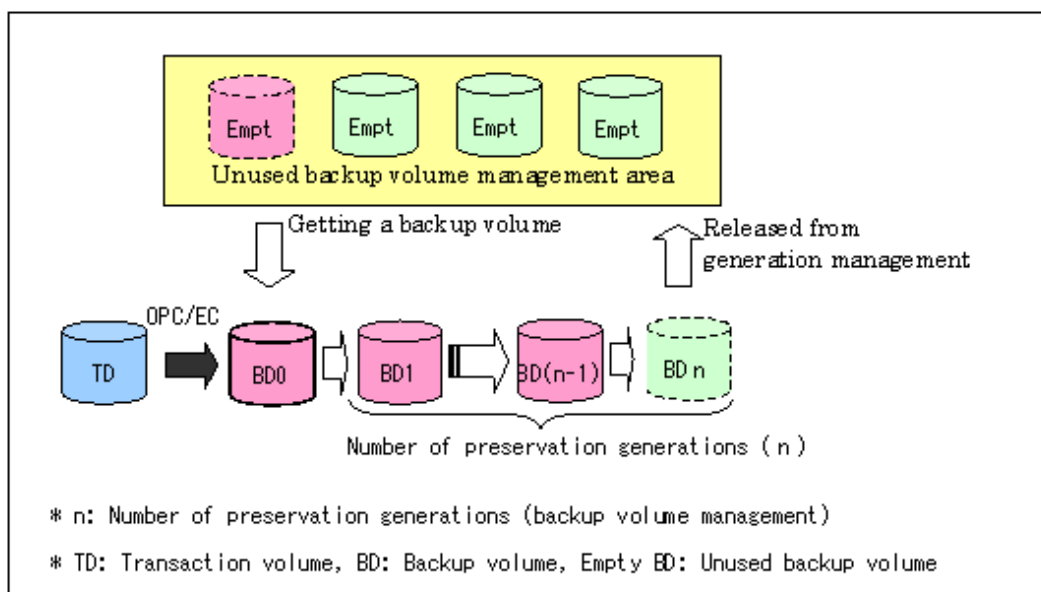 Empt Empt Empt Empt
Unused backup volume management area
Getting a backup volume
Released from
generation management
OPC/EC
TD BD0 BD1 BD(n-1) BDn
Number of preservation generations (n)
* n: Number of preservation generations (backup volume management)
* TD: Transaction volume, BD: Backup volume, Empty BD: Unused backup volume